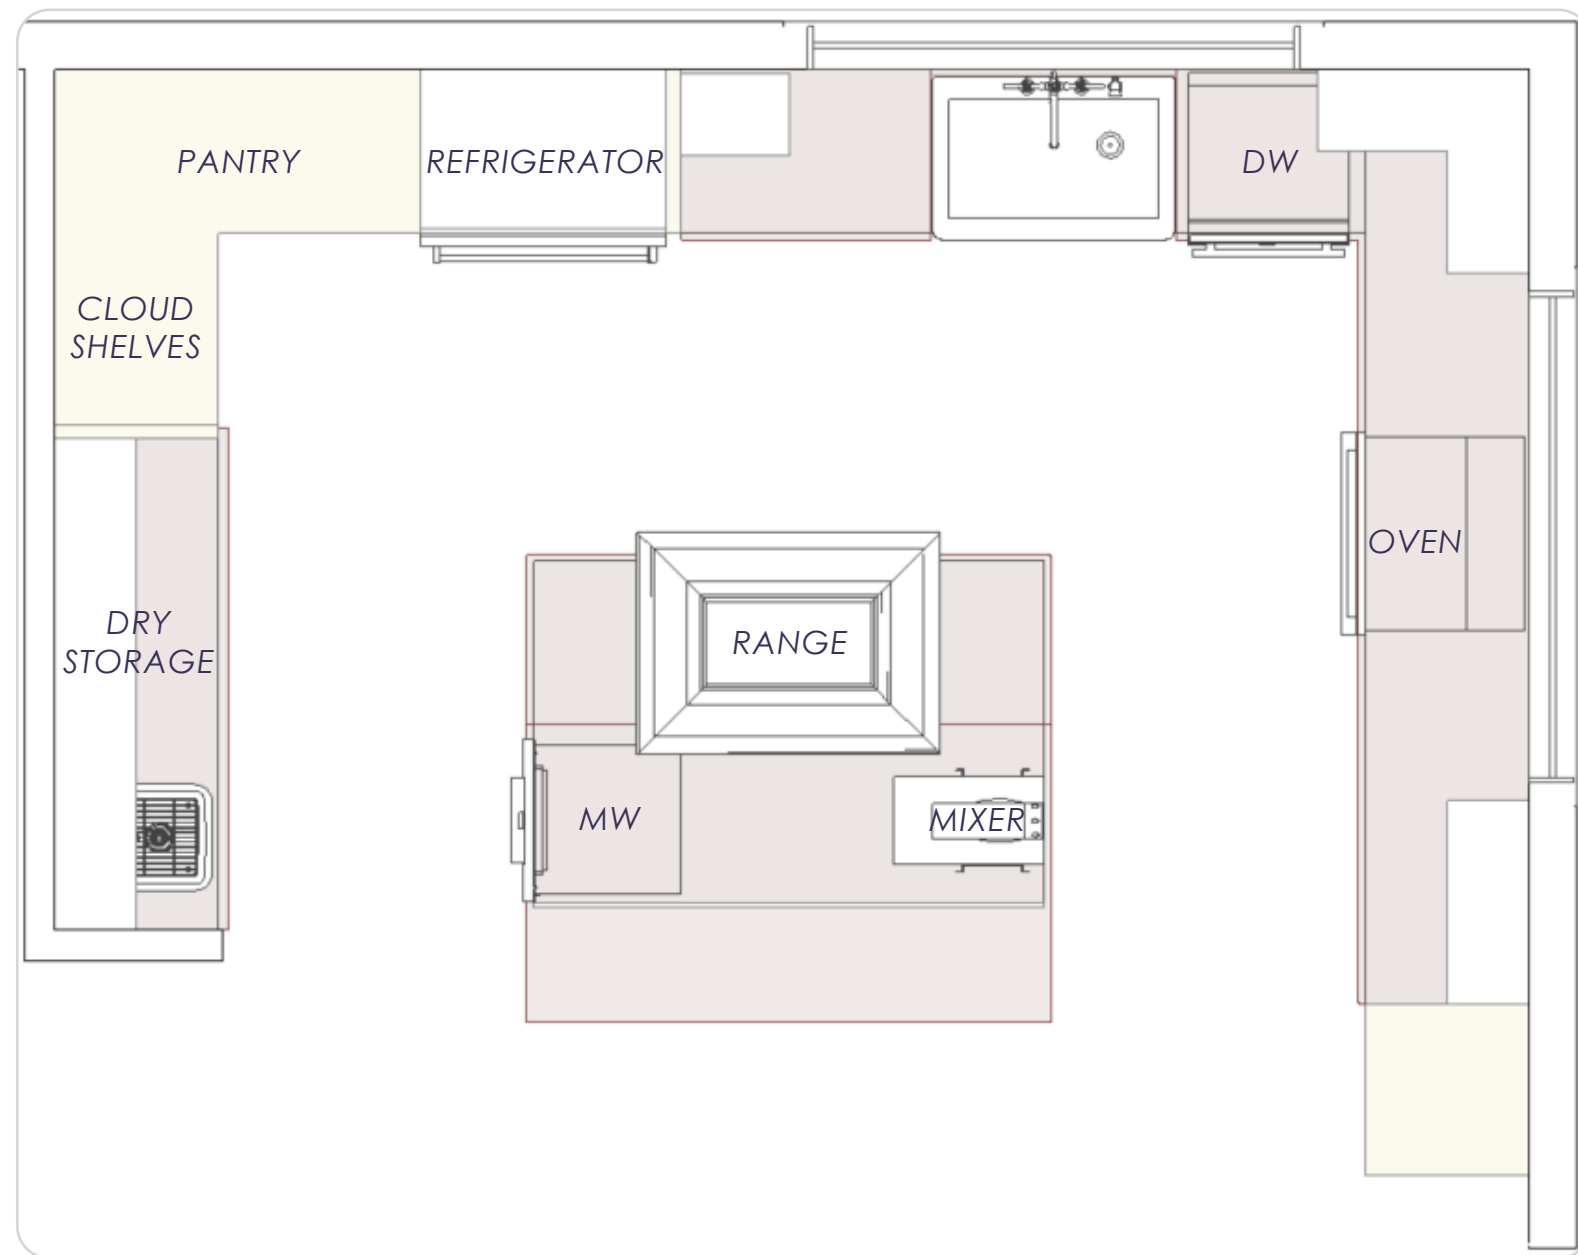 PANTRY
REFRIGERATOR
DW
CLOUD
SHELVES
OVEN
DRY
STORAGE
RANGE
MW
MIXER